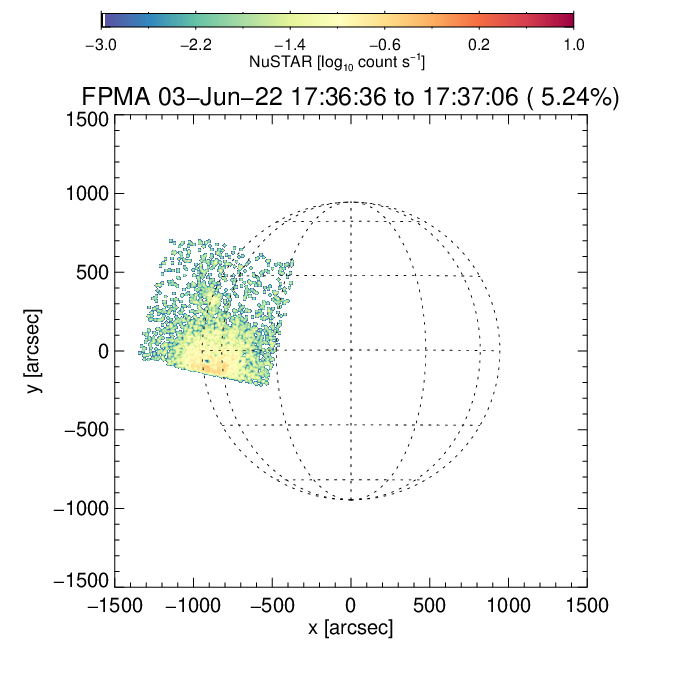 −3.0 −2.2 −1.4 −0.6 0.2 1.0
NuSTAR [log₁₀ count s⁻¹]
FPMA 03−Jun−22 17:36:36 to 17:37:06 ( 5.24%)
1500
1000
500
0
−500
−1000
−1500
y [arcsec]
−1500 −1000 −500 0 500 1000 1500
x [arcsec]